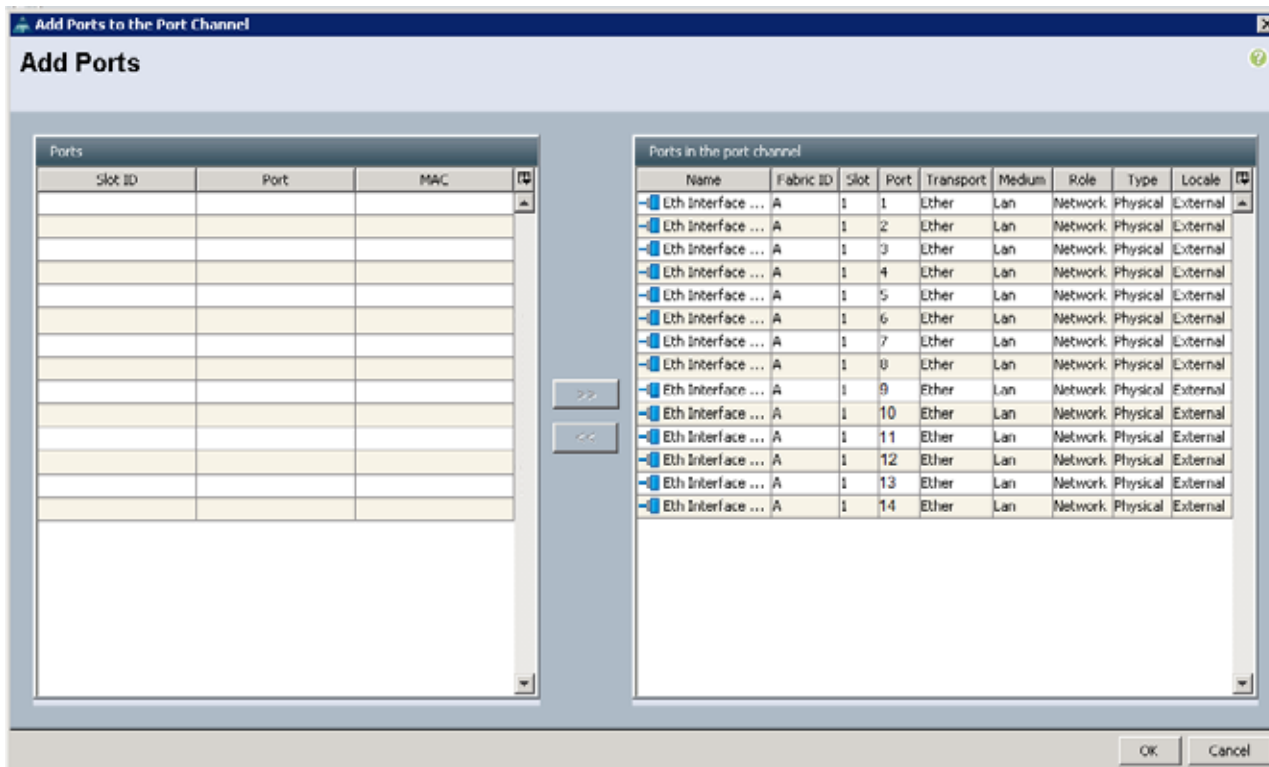 Add Ports to the Port Channel
Add Ports
Ports
Slot ID Port MAC
>>
<<
Ports in the port channel
Name Fabric ID Slot Port Transport Medium Role Type Locale
Eth Interface ... A 1 1 Ether Lan Network Physical External
Eth Interface ... A 1 2 Ether Lan Network Physical External
Eth Interface ... A 1 3 Ether Lan Network Physical External
Eth Interface ... A 1 4 Ether Lan Network Physical External
Eth Interface ... A 1 5 Ether Lan Network Physical External
Eth Interface ... A 1 6 Ether Lan Network Physical External
Eth Interface ... A 1 7 Ether Lan Network Physical External
Eth Interface ... A 1 8 Ether Lan Network Physical External
Eth Interface ... A 1 9 Ether Lan Network Physical External
Eth Interface ... A 1 10 Ether Lan Network Physical External
Eth Interface ... A 1 11 Ether Lan Network Physical External
Eth Interface ... A 1 12 Ether Lan Network Physical External
Eth Interface ... A 1 13 Ether Lan Network Physical External
Eth Interface ... A 1 14 Ether Lan Network Physical External
OK Cancel